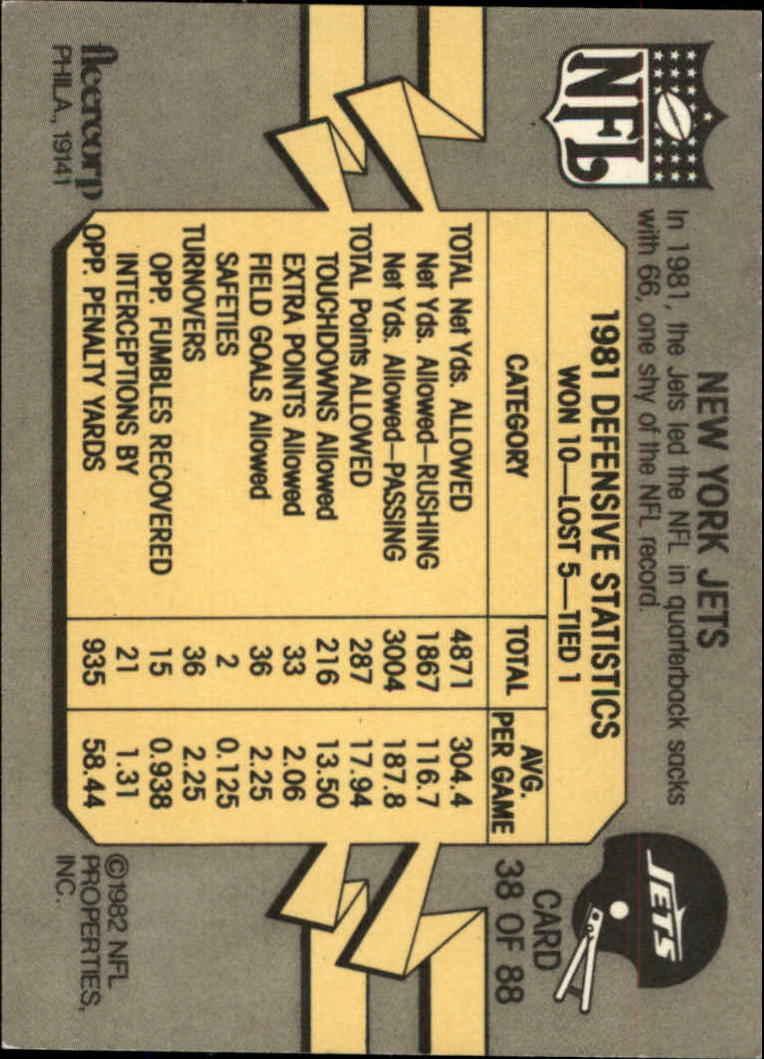 NFL
NEW YORK JETS
In 1981, the Jets led the NFL in quarterback sacks
with 66, one shy of the NFL record.
JETS
CARD
38 OF 88
1981 DEFENSIVE STATISTICS
WON 10—LOST 5—TIED 1
CATEGORY TOTAL AVG. PER GAME
TOTAL Net Yds. ALLOWED 4871 304.4
Net Yds. Allowed—RUSHING 1867 116.7
Net Yds. Allowed—PASSING 3004 187.8
TOTAL Points ALLOWED 287 17.94
TOUCHDOWNS Allowed 216 13.50
EXTRA POINTS Allowed 33 2.06
FIELD GOALS Allowed 36 2.25
SAFETIES 2 0.125
TURNOVERS 36 2.25
OPP. FUMBLES RECOVERED 15 0.938
INTERCEPTIONS BY 21 1.31
OPP. PENALTY YARDS 935 58.44
fleercorp
PHILA., 19141
©1982 NFL
PROPERTIES,
INC.